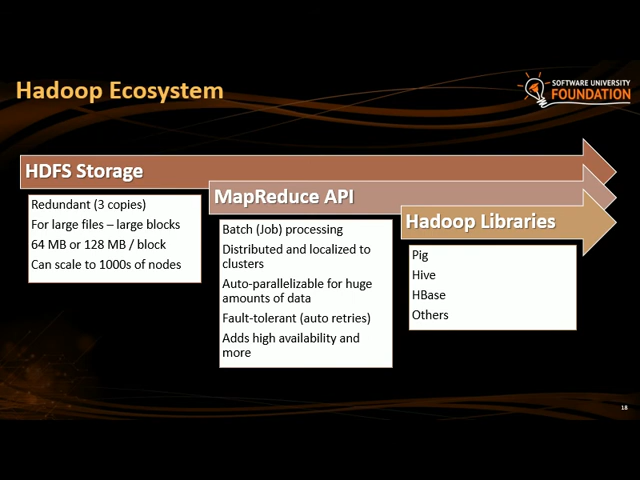 Hadoop Ecosystem
SOFTWARE UNIVERSITY
FOUNDATION
HDFS Storage
Redundant (3 copies)
For large files – large blocks
64 MB or 128 MB / block
Can scale to 1000s of nodes
MapReduce API
Batch (Job) processing
Distributed and localized to
clusters
Auto-parallelizable for huge
amounts of data
Fault-tolerant (auto retries)
Adds high availability and
more
Hadoop Libraries
Pig
Hive
HBase
Others
18